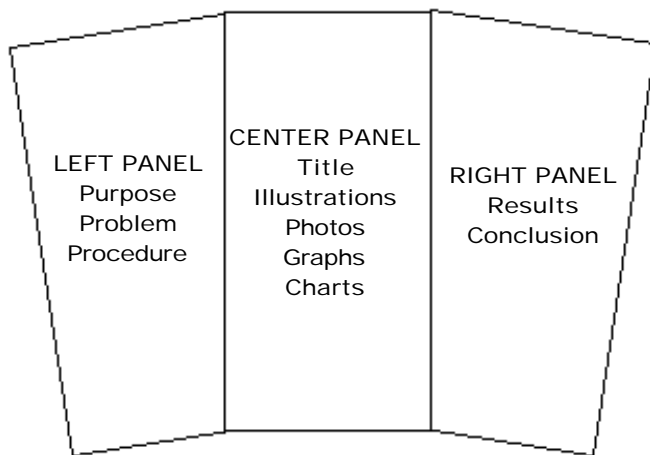 LEFT PANEL
Purpose
Problem
Procedure
CENTER PANEL
Title
Illustrations
Photos
Graphs
Charts
RIGHT PANEL
Results
Conclusion